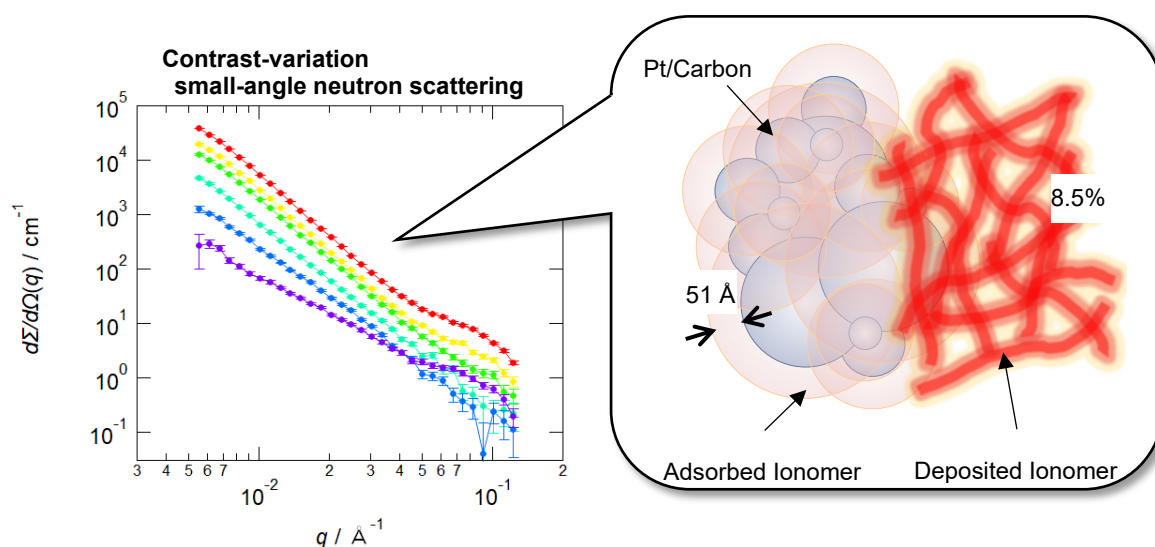 Contrast-variation
small-angle neutron scattering
10^5
10^4
10^3
10^2
10^1
10^0
10^-1
dΣ/dΩ(q) / cm^-1
3 4 5 6 7 2 3 4 5 6 7 2
10^-2 10^-1
q / Å^-1
Pt/Carbon
8.5%
51 Å
Adsorbed Ionomer
Deposited Ionomer